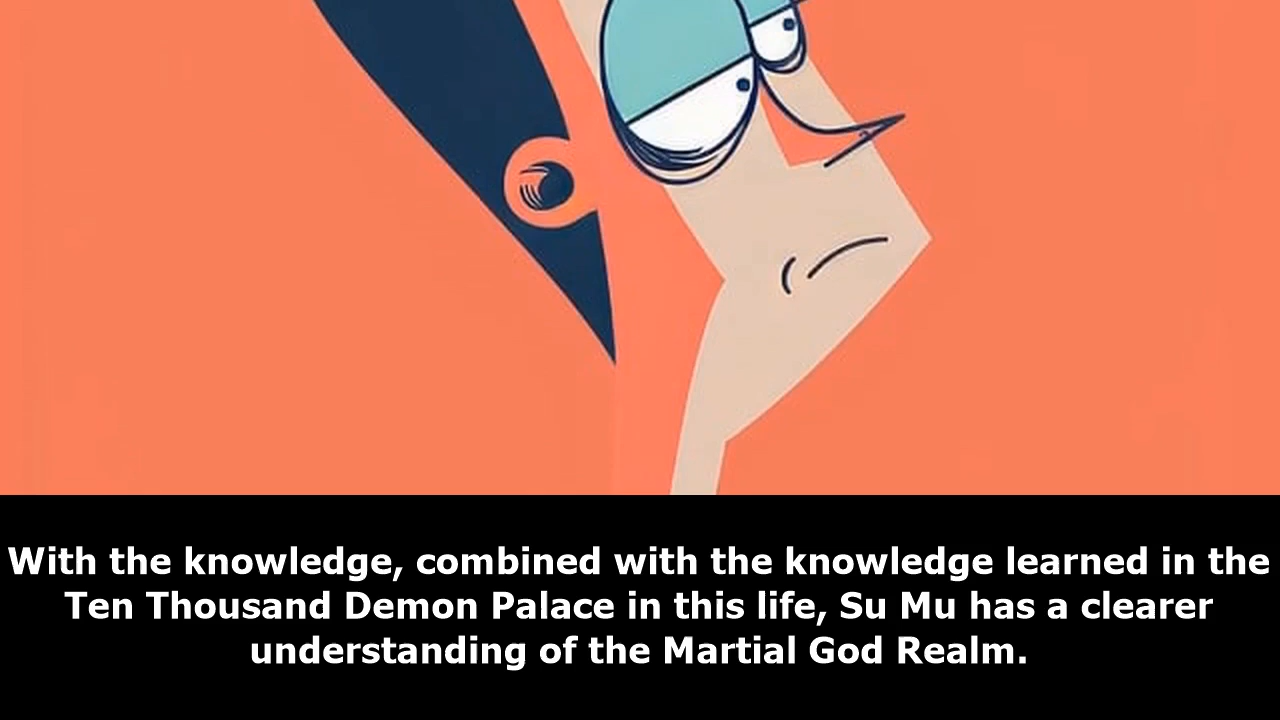 With the knowledge, combined with the knowledge learned in the
Ten Thousand Demon Palace in this life, Su Mu has a clearer
understanding of the Martial God Realm.